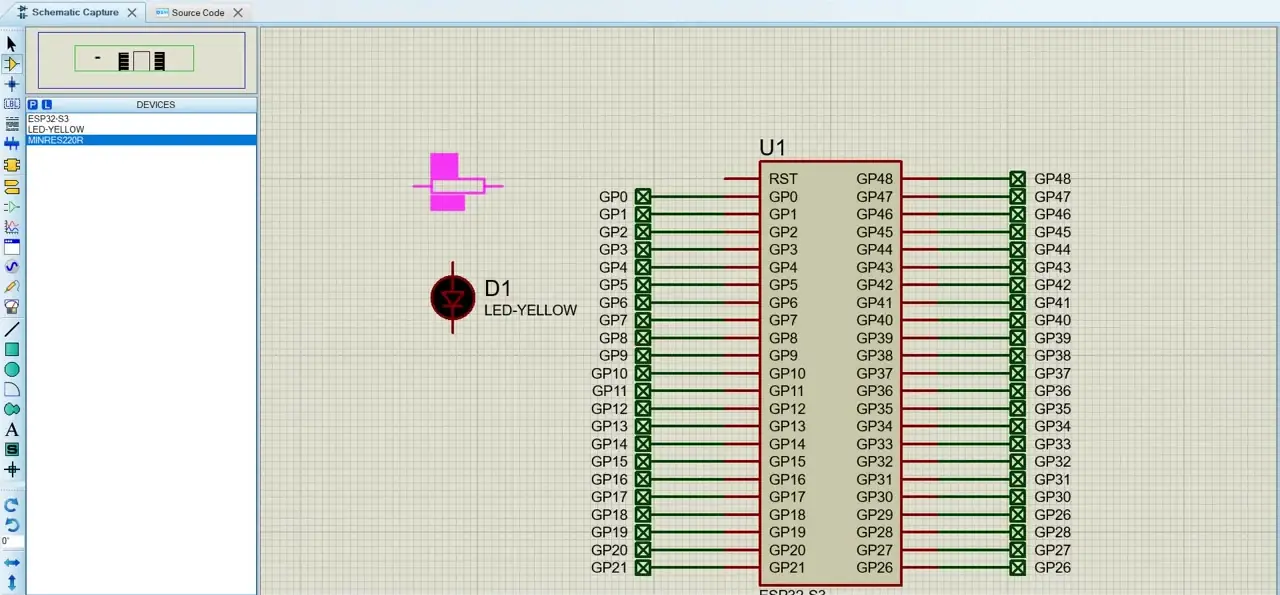 Schematic Capture
Source Code
P L DEVICES
ESP32-S3
LED-YELLOW
MINRES220R
LBL
A
S
0°
D1
LED-YELLOW
U1
RST GP48 GP48
GP0 GP0 GP47 GP47
GP1 GP1 GP46 GP46
GP2 GP2 GP45 GP45
GP3 GP3 GP44 GP44
GP4 GP4 GP43 GP43
GP5 GP5 GP42 GP42
GP6 GP6 GP41 GP41
GP7 GP7 GP40 GP40
GP8 GP8 GP39 GP39
GP9 GP9 GP38 GP38
GP10 GP10 GP37 GP37
GP11 GP11 GP36 GP36
GP12 GP12 GP35 GP35
GP13 GP13 GP34 GP34
GP14 GP14 GP33 GP33
GP15 GP15 GP32 GP32
GP16 GP16 GP31 GP31
GP17 GP17 GP30 GP30
GP18 GP18 GP29 GP26
GP19 GP19 GP28 GP28
GP20 GP20 GP27 GP27
GP21 GP21 GP26 GP26
ESP32-S3